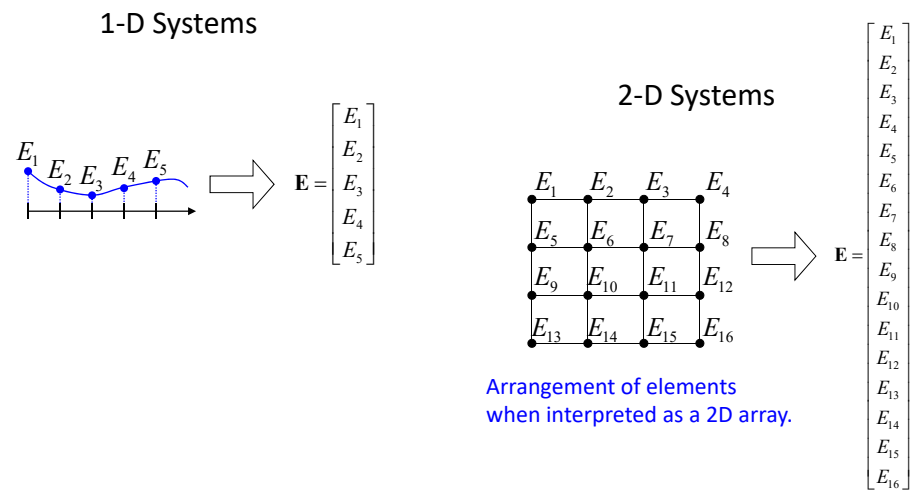 1-D Systems
E₁ E₂ E₃ E₄ E₅
E =
E₁
E₂
E₃
E₄
E₅
2-D Systems
E₁ E₂ E₃ E₄
E₅ E₆ E₇ E₈
E₉ E₁₀ E₁₁ E₁₂
E₁₃ E₁₄ E₁₅ E₁₆
Arrangement of elements
when interpreted as a 2D array.
E =
E₁
E₂
E₃
E₄
E₅
E₆
E₇
E₈
E₉
E₁₀
E₁₁
E₁₂
E₁₃
E₁₄
E₁₅
E₁₆